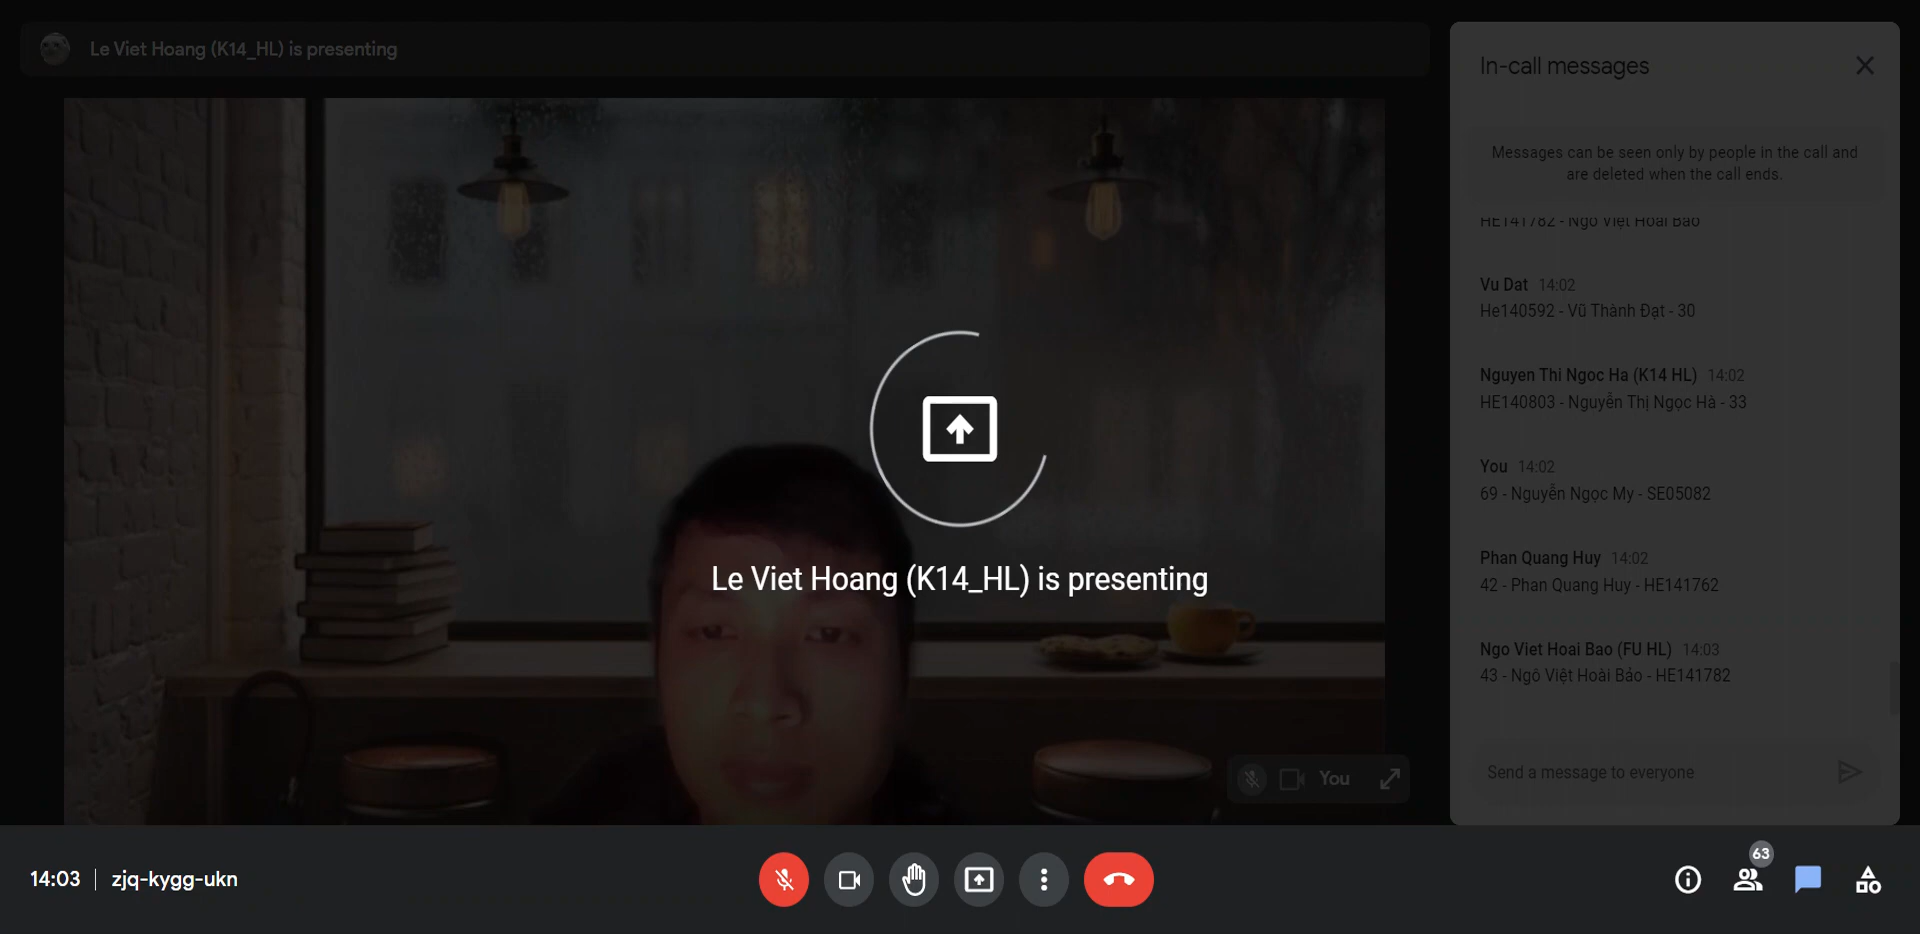 Le Viet Hoang (K14_HL) is presenting
In-call messages
Messages can be seen only by people in the call and
are deleted when the call ends.
HE141782 - Ngô Việt Hoài Bảo
Vu Dat 14:02
He140592 - Vũ Thành Đạt - 30
Nguyen Thi Ngoc Ha (K14 HL) 14:02
HE140803 - Nguyễn Thị Ngọc Hà - 33
You 14:02
69 - Nguyễn Ngọc My - SE05082
Phan Quang Huy 14:02
42 - Phan Quang Huy - HE141762
Ngo Viet Hoai Bao (FU HL) 14:03
43 - Ngô Việt Hoài Bảo - HE141782
Send a message to everyone
Le Viet Hoang (K14_HL) is presenting
You
14:03 | zjq-kygg-ukn
63